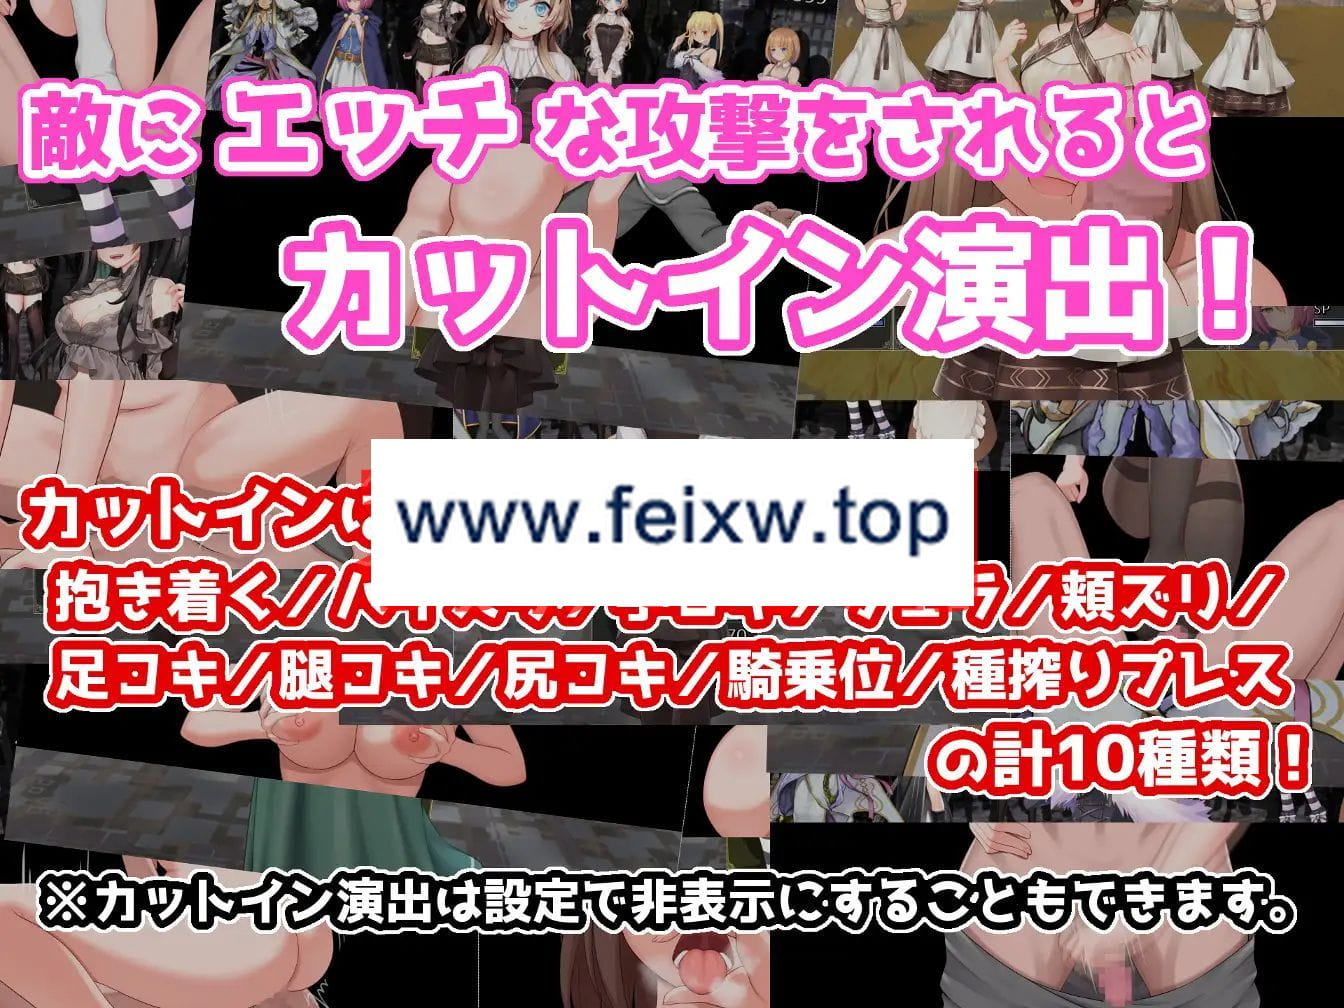 敵にエッチな攻撃をされると
カットイン演出!
カットインは
www.feixw.top
抱き着く/
/頬ズリ/
足コキ/腿コキ/尻コキ/騎乗位/種搾りプレス
の計10種類!
※カットイン演出は設定で非表示にすることもできます。
SP
70